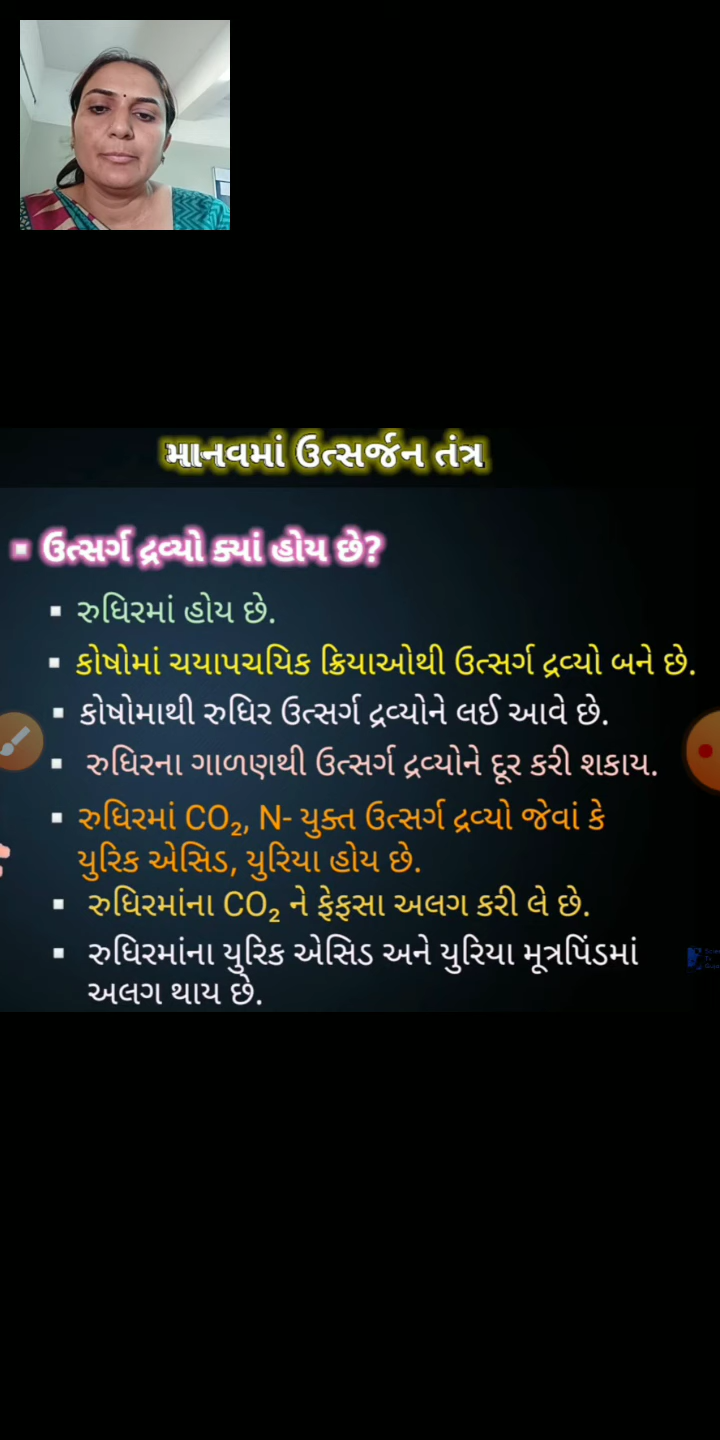 માનવમાં ઉત્સર્જન તંત્ર
▪ ઉત્સર્ગ દ્રવ્યો ક્યાં હોય છે?
▪ રુધિરમાં હોય છે.
▪ કોષોમાં ચયાપચયિક ક્રિયાઓથી ઉત્સર્ગ દ્રવ્યો બને છે.
▪ કોષોમાથી રુધિર ઉત્સર્ગ દ્રવ્યોને લઈ આવે છે.
▪ રુધિરના ગાળણથી ઉત્સર્ગ દ્રવ્યોને દૂર કરી શકાય.
▪ રુધિરમાં CO₂, N- યુક્ત ઉત્સર્ગ દ્રવ્યો જેવાં કે
યુરિક એસિડ, યુરિયા હોય છે.
▪ રુધિરમાંના CO₂ ને ફેફસા અલગ કરી લે છે.
▪ રુધિરમાંના યુરિક એસિડ અને યુરિયા મૂત્રપિંડમાં
અલગ થાય છે.